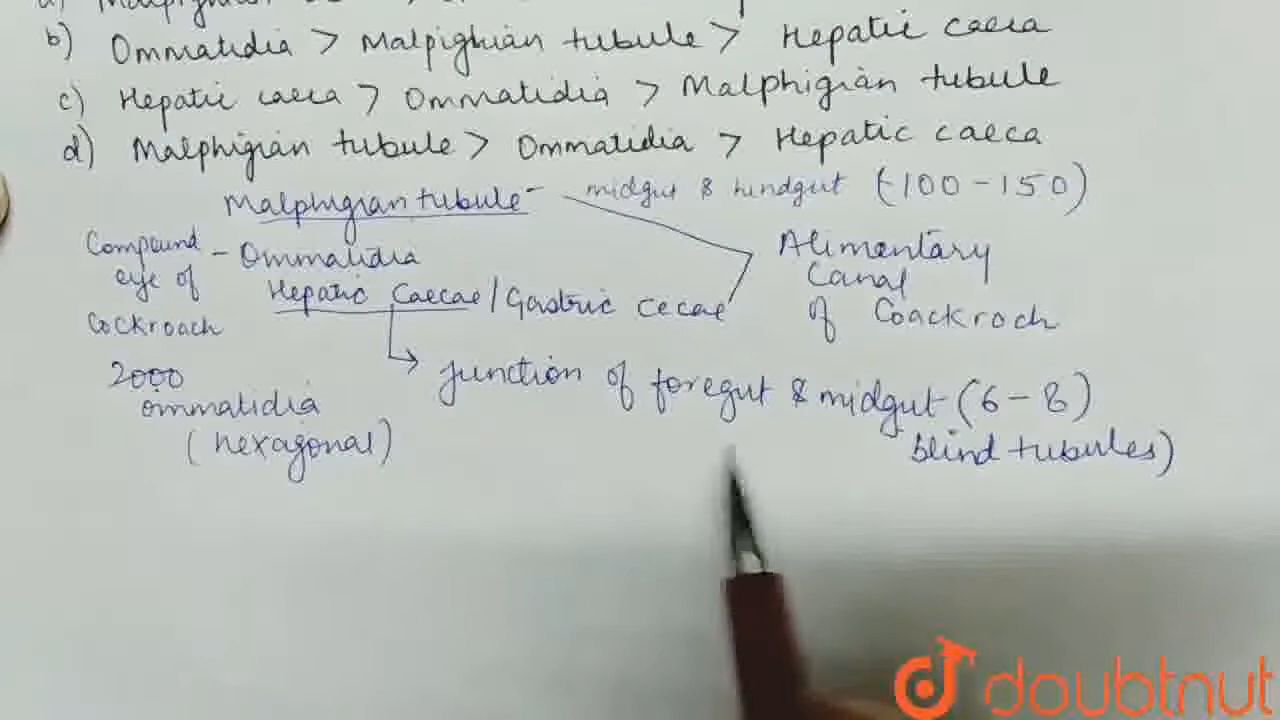 b) Ommatidia > Malpighian tubule > Hepatic caeca
c) Hepatic caeca > Ommatidia > Malphigian tubule
d) Malphigian tubule > Ommatidia > Hepatic caeca
Malphigian tubule - midgut & hindgut (-100-150)
Compound eye of Cockroach - Ommatidia
Hepatic Caecae / Gastric cecae
Alimentary
Canal
of Coackroch
2000
ommatidia
(hexagonal)
junction of foregut & midgut (6-8)
blind tubules)
doubtnut